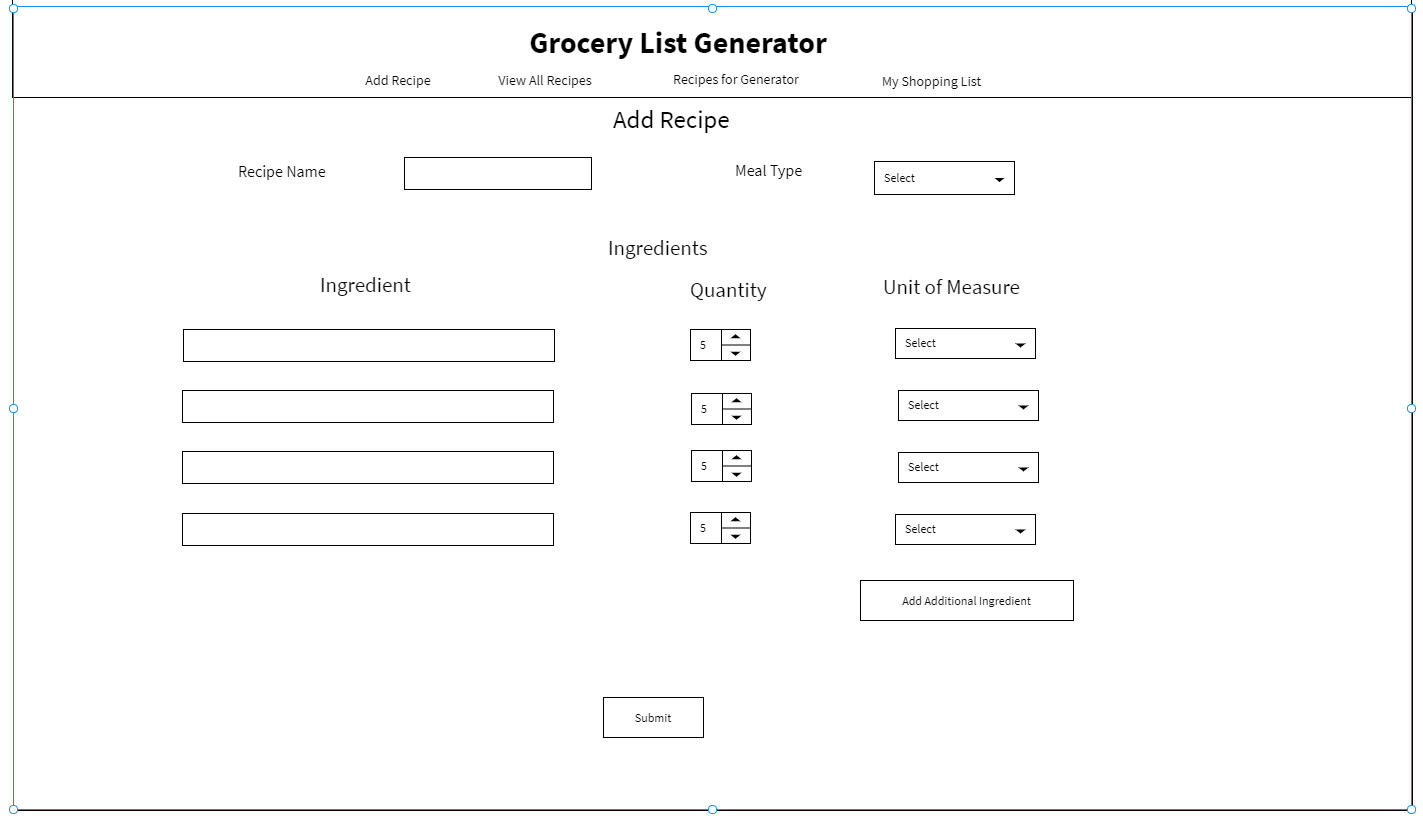 Grocery List Generator
Add Recipe View All Recipes Recipes for Generator My Shopping List
Add Recipe
Recipe Name Meal Type Select
Ingredients
Ingredient Quantity Unit of Measure
5 Select
5 Select
5 Select
5 Select
Add Additional Ingredient
Submit